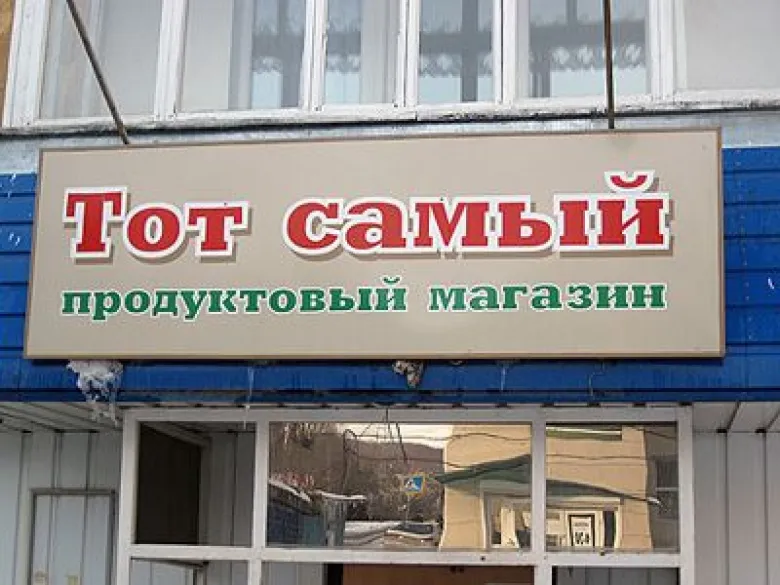 Тот самый
продуктовый магазин